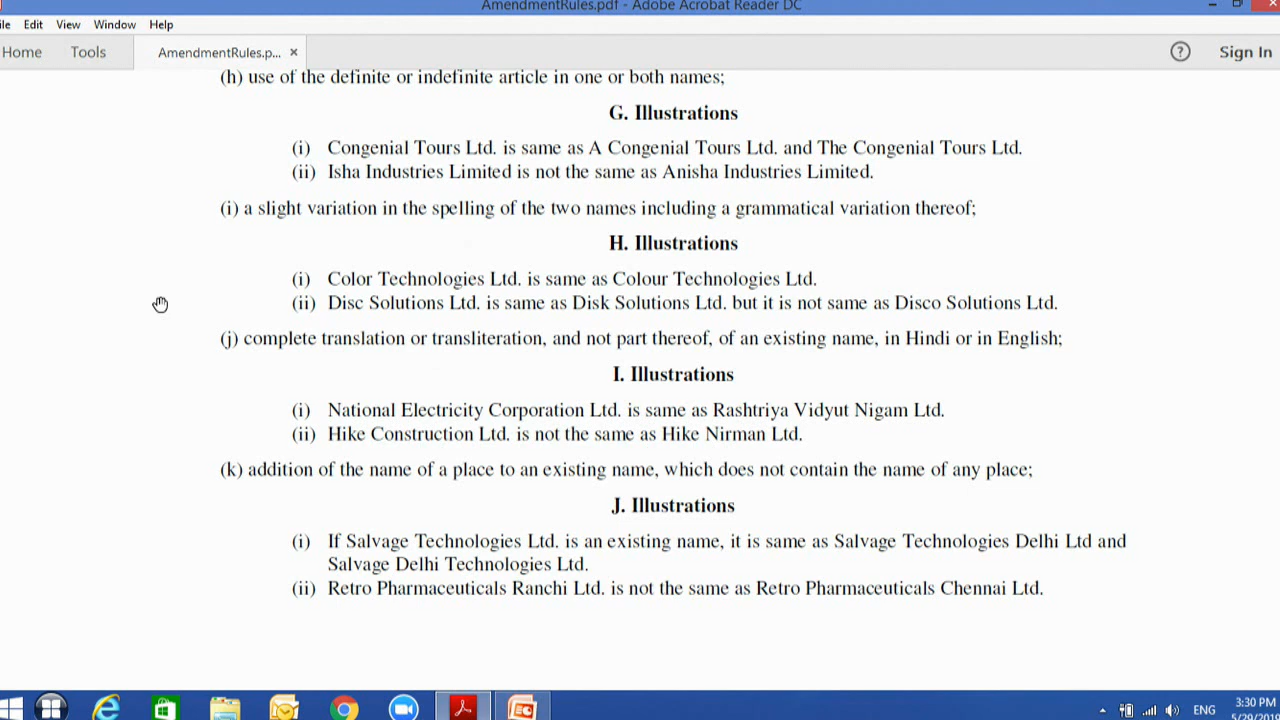 AmendmentRules.pdf - Adobe Acrobat Reader DC
Edit View Window Help
Home Tools AmendmentRules.p... × ? Sign In
(h) use of the definite or indefinite article in one or both names;
G. Illustrations
(i) Congenial Tours Ltd. is same as A Congenial Tours Ltd. and The Congenial Tours Ltd.
(ii) Isha Industries Limited is not the same as Anisha Industries Limited.
(i) a slight variation in the spelling of the two names including a grammatical variation thereof;
H. Illustrations
(i) Color Technologies Ltd. is same as Colour Technologies Ltd.
(ii) Disc Solutions Ltd. is same as Disk Solutions Ltd. but it is not same as Disco Solutions Ltd.
(j) complete translation or transliteration, and not part thereof, of an existing name, in Hindi or in English;
I. Illustrations
(i) National Electricity Corporation Ltd. is same as Rashtriya Vidyut Nigam Ltd.
(ii) Hike Construction Ltd. is not the same as Hike Nirman Ltd.
(k) addition of the name of a place to an existing name, which does not contain the name of any place;
J. Illustrations
(i) If Salvage Technologies Ltd. is an existing name, it is same as Salvage Technologies Delhi Ltd and
Salvage Delhi Technologies Ltd.
(ii) Retro Pharmaceuticals Ranchi Ltd. is not the same as Retro Pharmaceuticals Chennai Ltd.
ENG 3:30 PM